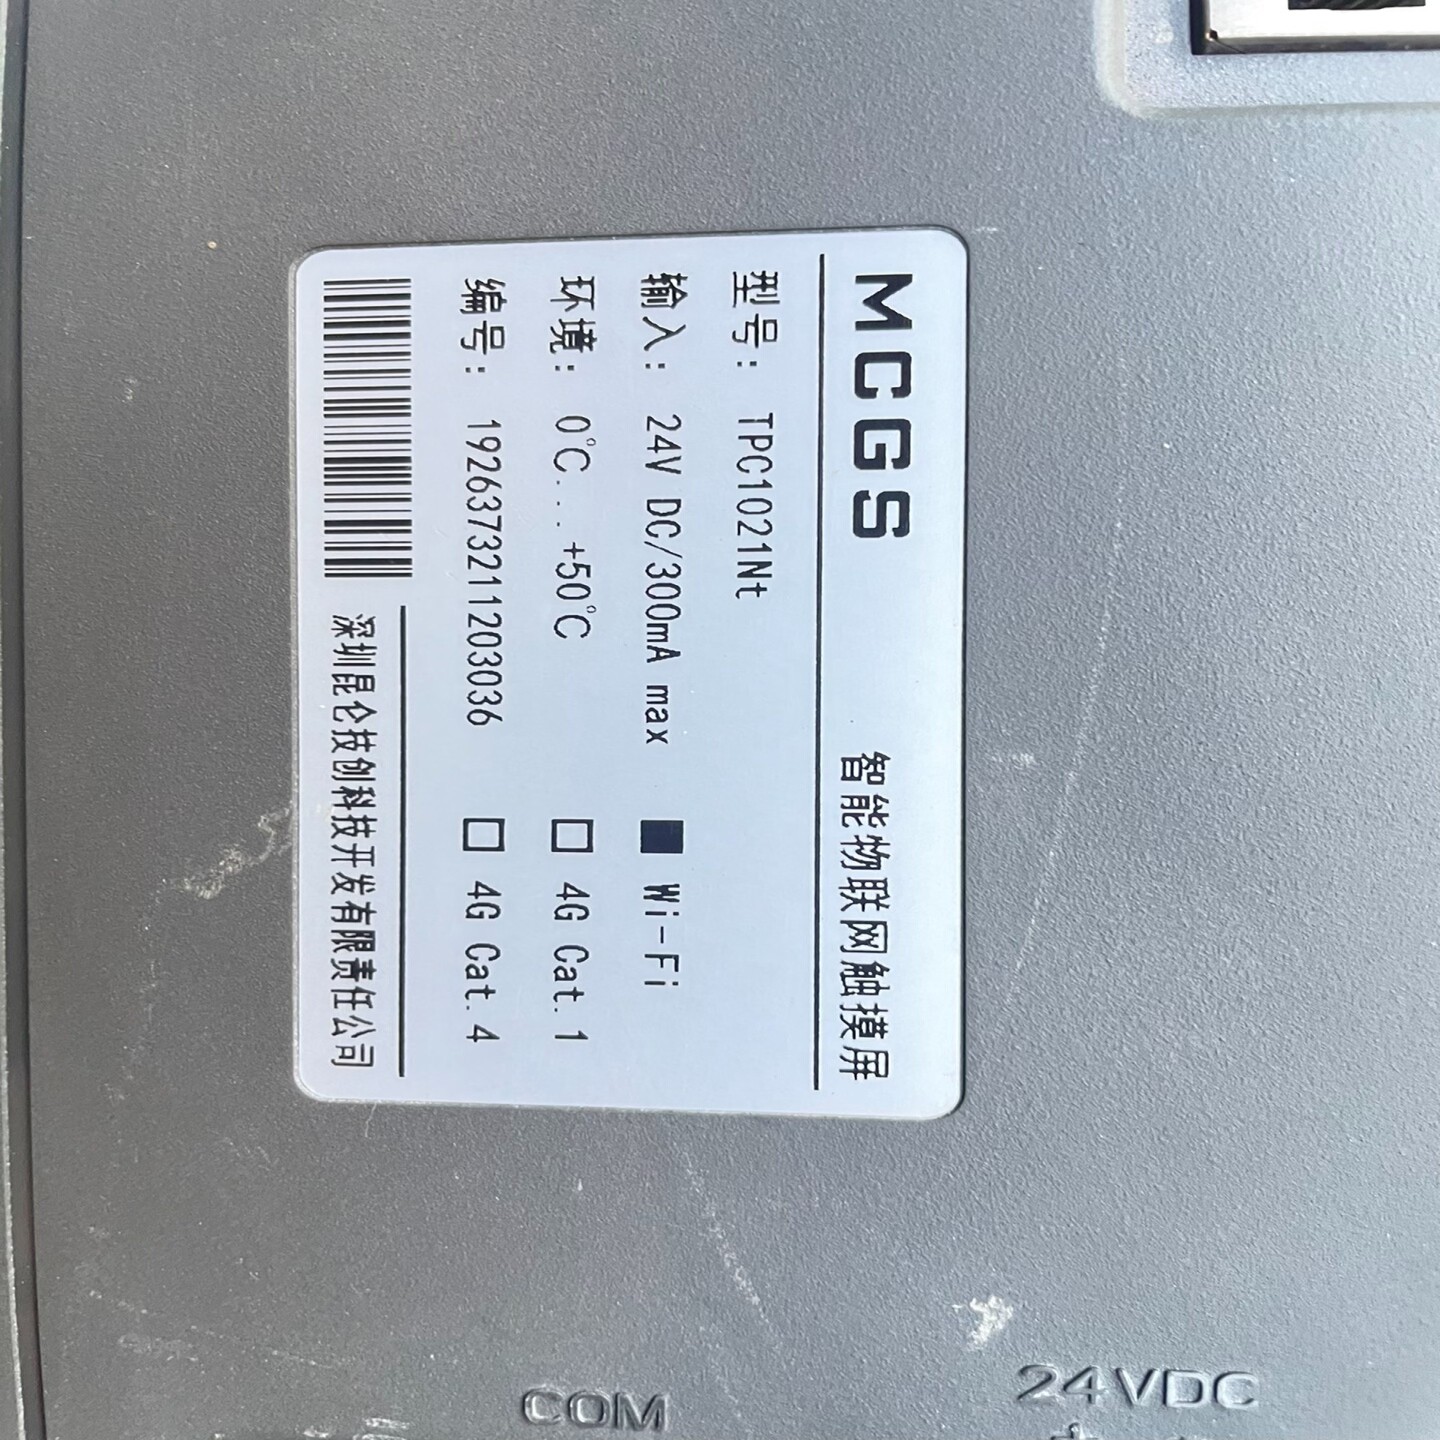 MCGS 智能物联网触摸屏
型号: TPC1021Nt
输入: 24V DC/300mA max ■ Wi-Fi
环境: 0℃...+50℃ □ 4G Cat.1
编号: 1926373211203036 □ 4G Cat.4
深圳昆仑技创科技开发有限责任公司
COM
24VDC